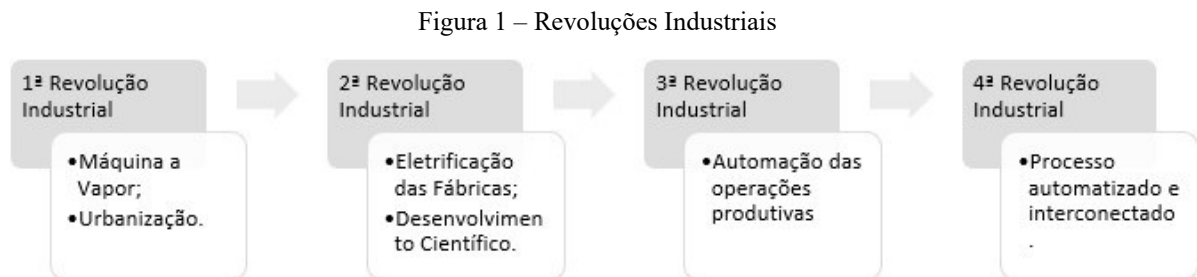 Figura 1 – Revoluções Industriais
1ª Revolução
Industrial
•Máquina a
Vapor;
•Urbanização.
2ª Revolução
Industrial
•Eletrificação
das Fábricas;
•Desenvolvimen
to Científico.
3ª Revolução
Industrial
•Automação das
operações
produtivas
4ª Revolução
Industrial
•Processo
automatizado e
interconectado
.